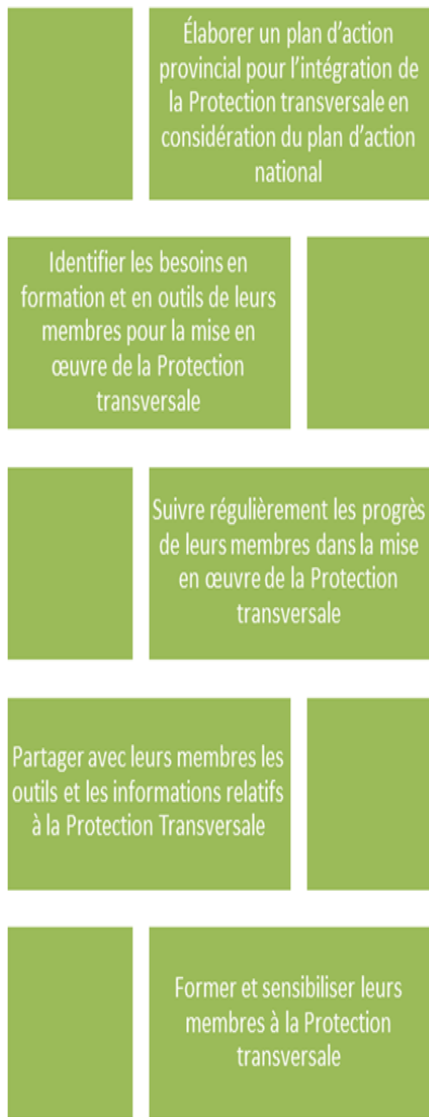 Élaborer un plan d'action
provincial pour l'intégration de
la Protection transversale en
considération du plan d'action
national
Identifier les besoins en
formation et en outils de leurs
membres pour la mise en
œuvre de la Protection
transversale
Suivre régulièrement les progrès
de leurs membres dans la mise
en œuvre de la Protection
transversale
Partager avec leurs membres les
outils et les informations relatifs
à la Protection Transversale
Former et sensibiliser leurs
membres à la Protection
transversale